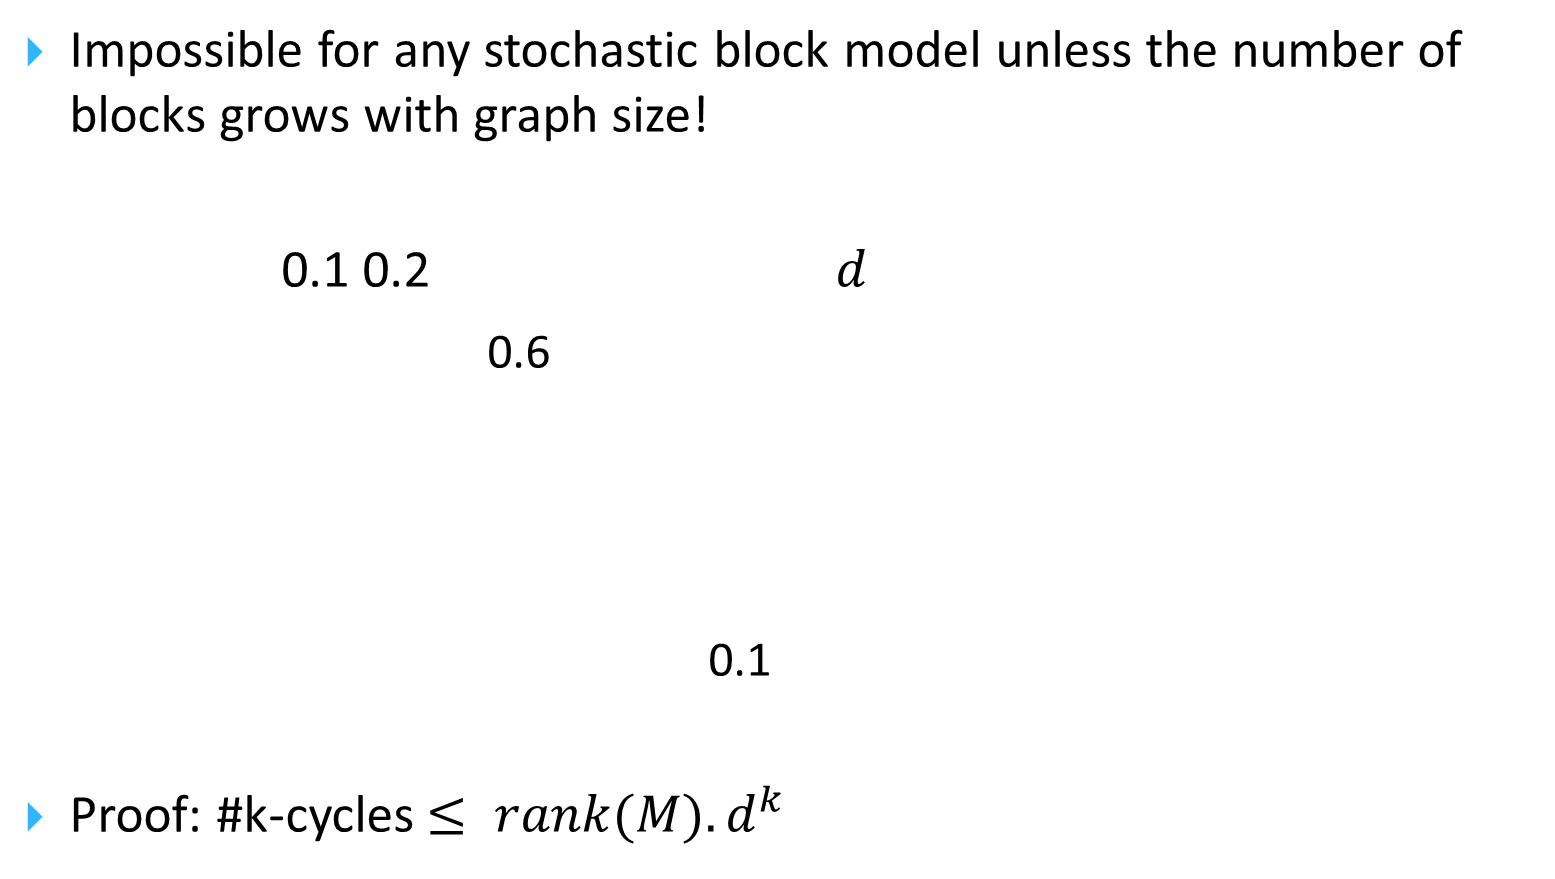 Impossible for any stochastic block model unless the number of
blocks grows with graph size!
0.1 0.2
d
0.6
0.1
Proof: #k-cycles ≤ rank(M). d^k